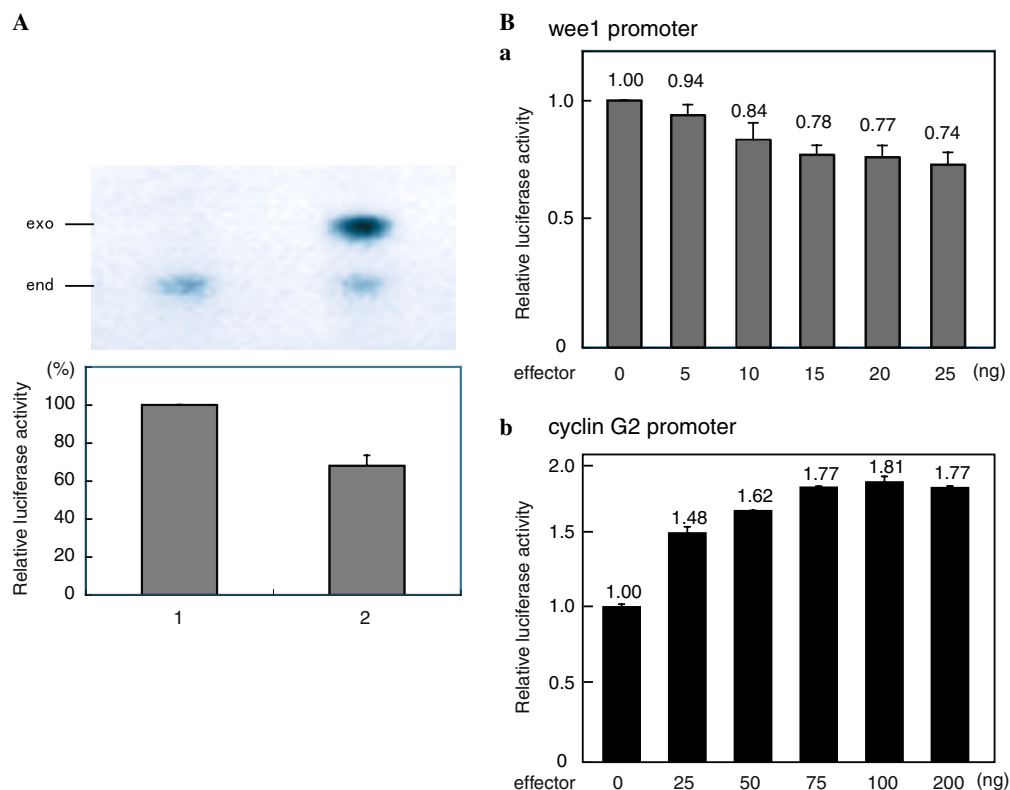 A
exo
end
(%)
Relative luciferase activity
100
80
60
40
20
0
1 2
B
a
wee1 promoter
Relative luciferase activity
1.0
0.5
0
1.00 0.94 0.84 0.78 0.77 0.74
effector 0 5 10 15 20 25 (ng)
b
cyclin G2 promoter
Relative luciferase activity
2.0
1.5
1.0
0.5
0
1.00 1.48 1.62 1.77 1.81 1.77
effector 0 25 50 75 100 200 (ng)